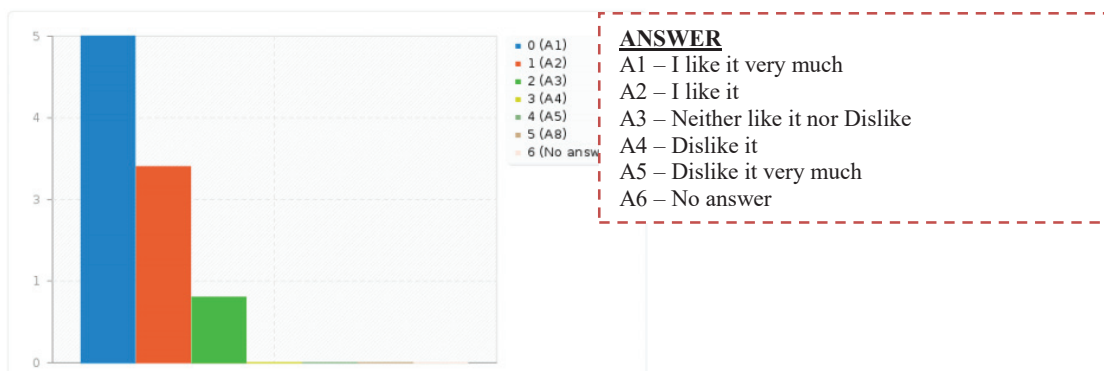 5
4
3
1
0
0 (A1)
1 (A2)
2 (A3)
3 (A4)
4 (A5)
5 (A8)
6 (No answ
ANSWER
A1 – I like it very much
A2 – I like it
A3 – Neither like it nor Dislike
A4 – Dislike it
A5 – Dislike it very much
A6 – No answer